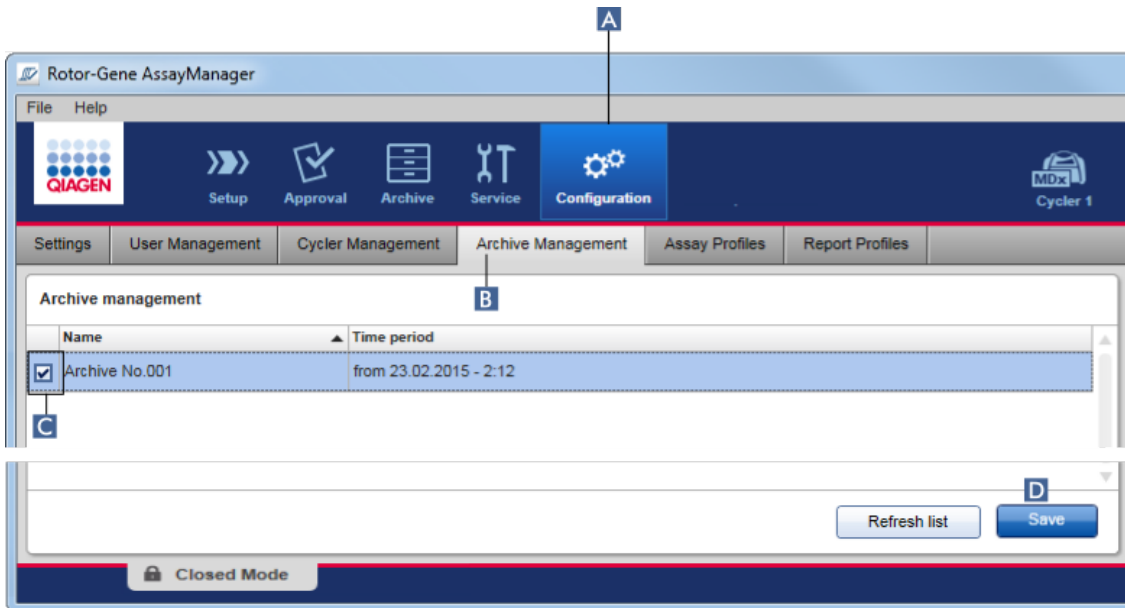 A
Rotor-Gene AssayManager
File Help
QIAGEN
Setup
Approval
Archive
Service
Configuration
MDx
Cycler 1
Settings
User Management
Cycler Management
Archive Management
Assay Profiles
Report Profiles
Archive management
B
Name
Time period
Archive No.001
from 23.02.2015 - 2:12
C
D
Refresh list
Save
Closed Mode